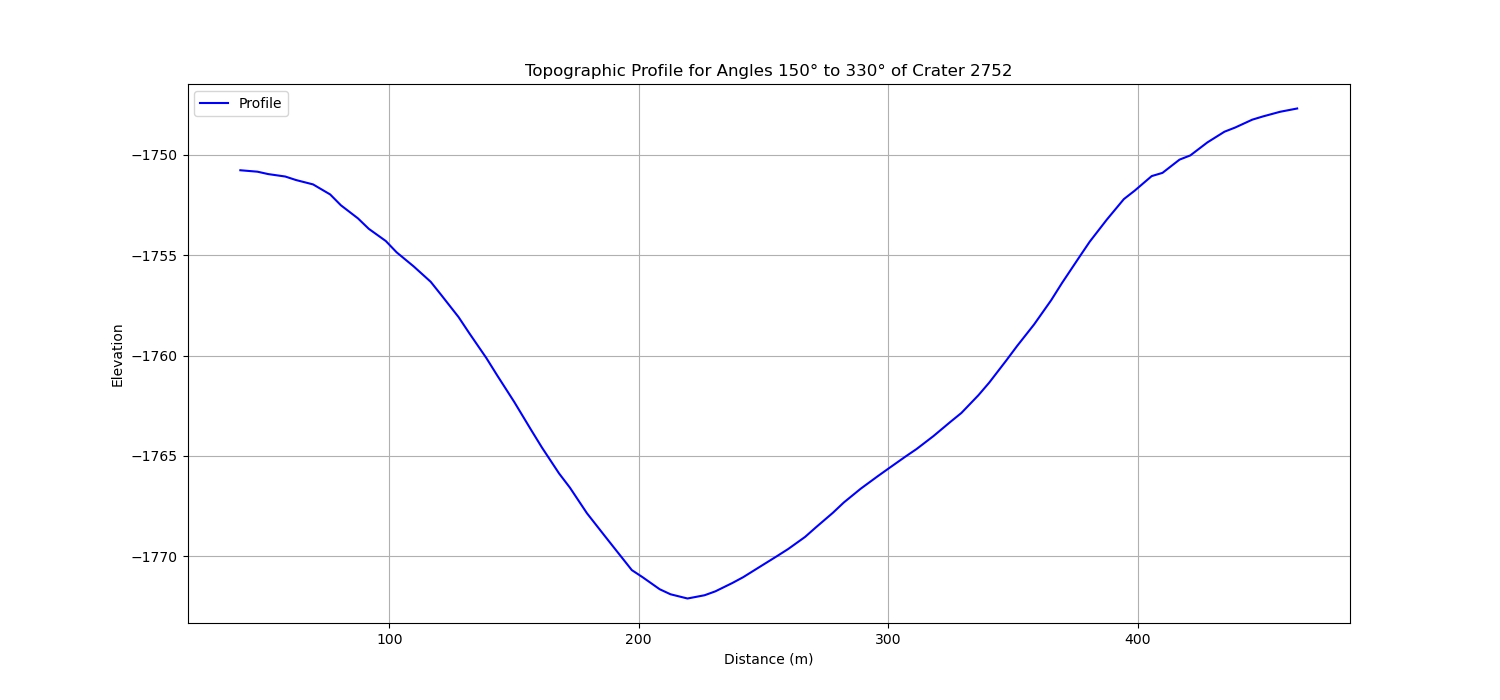 Topographic Profile for Angles 150° to 330° of Crater 2752
Profile
−1750
−1755
−1760
−1765
−1770
Elevation
100
200
300
400
Distance (m)